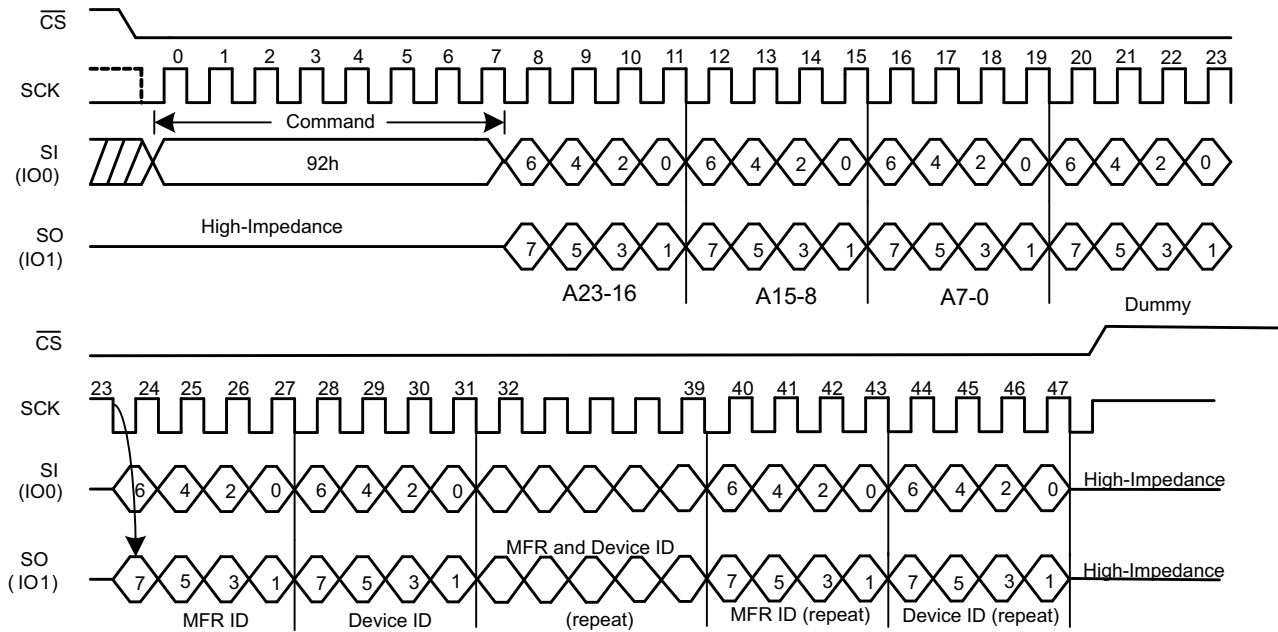 CS
0 1 2 3 4 5 6 7 8 9 10 11 12 13 14 15 16 17 18 19 20 21 22 23
SCK
Command
SI
(IO0)
92h
6 4 2 0 6 4 2 0 6 4 2 0 6 4 2 0
High-Impedance
SO
(IO1)
7 5 3 1 7 5 3 1 7 5 3 1 7 5 3 1
A23-16 A15-8 A7-0
Dummy
CS
23 24 25 26 27 28 29 30 31 32 39 40 41 42 43 44 45 46 47
SCK
SI
(IO0)
6 4 2 0 6 4 2 0 6 4 2 0 6 4 2 0
High-Impedance
MFR and Device ID
SO
( IO1)
7 5 3 1 7 5 3 1 7 5 3 1 7 5 3 1
High-Impedance
MFR ID Device ID (repeat) MFR ID (repeat) Device ID (repeat)